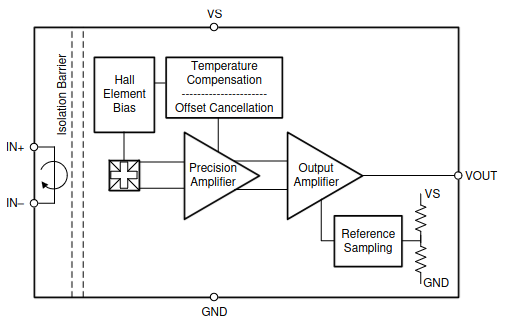 VS
Isolation Barrier
Hall
Element
Bias
Temperature
Compensation
Offset Cancellation
IN+
IN–
Precision
Amplifier
Output
Amplifier
VOUT
VS
Reference
Sampling
GND
GND